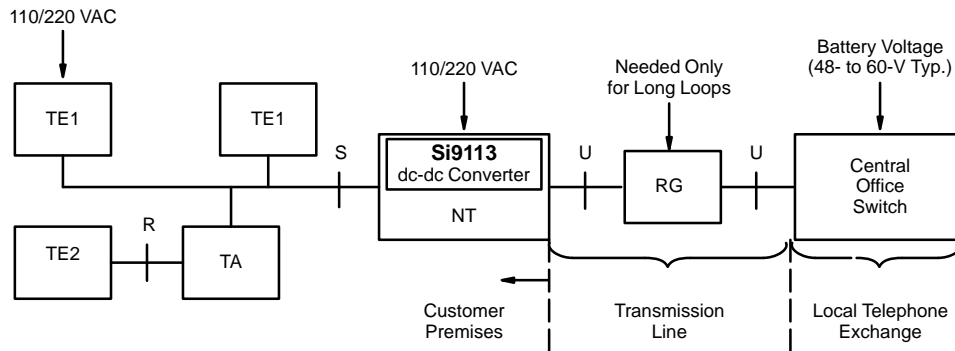 110/220 VAC
TE1
TE1
S
110/220 VAC
Si9113
dc-dc Converter
NT
U
Needed Only
for Long Loops
RG
U
Battery Voltage
(48- to 60-V Typ.)
Central
Office
Switch
TE2
R
TA
Customer
Premises
Transmission
Line
Local Telephone
Exchange